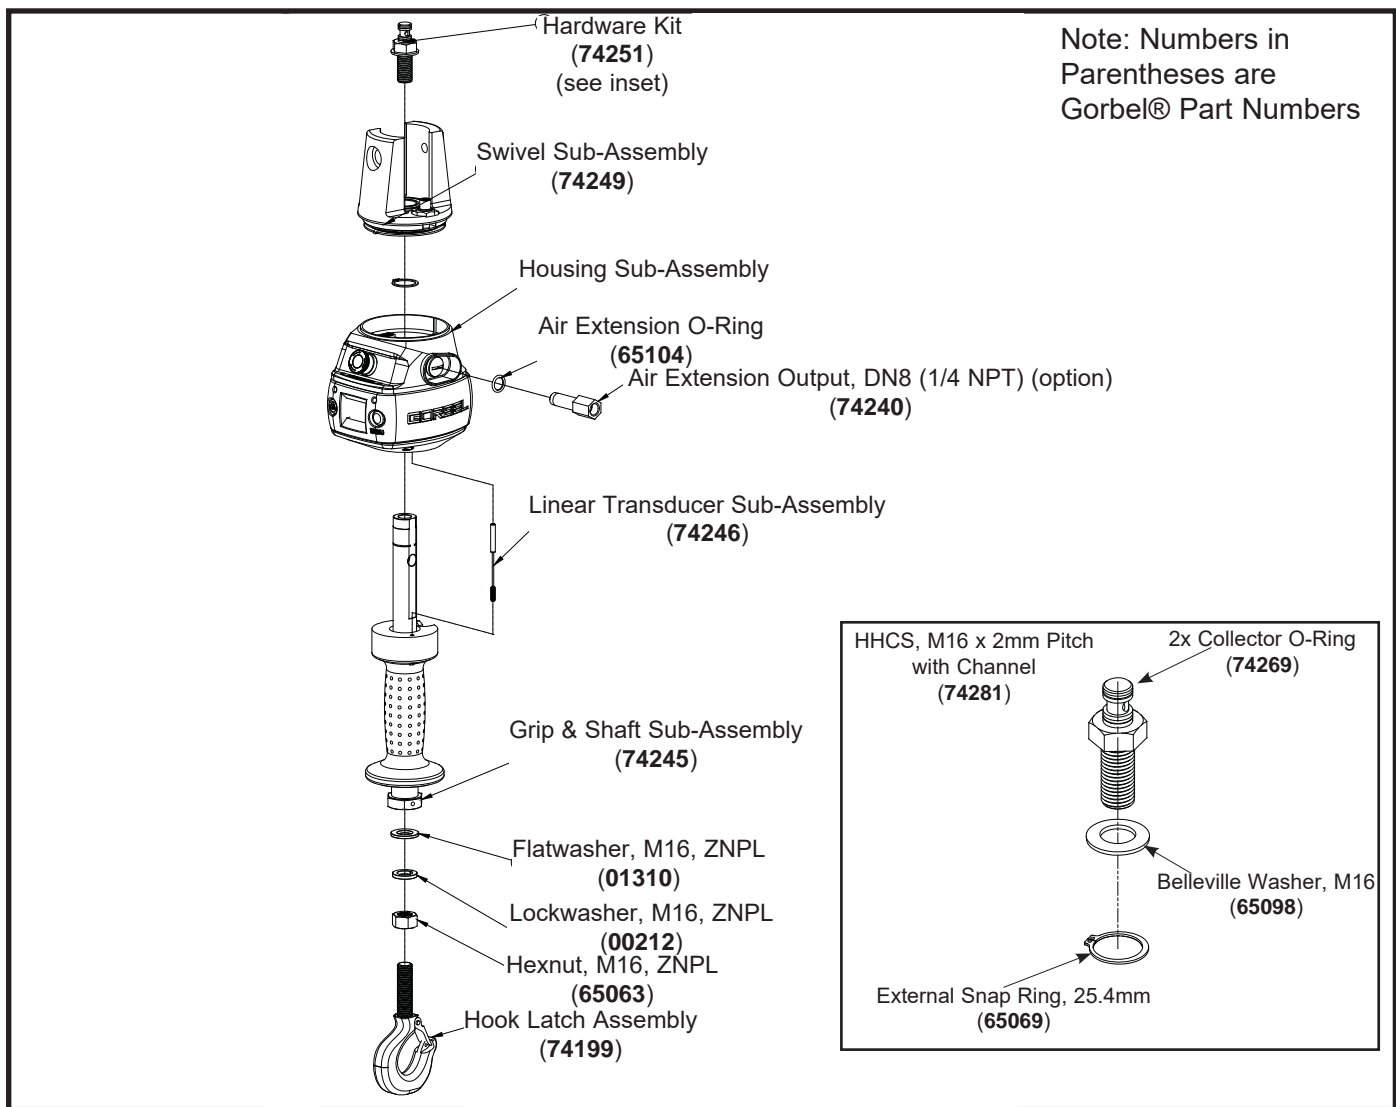 Hardware Kit
(74251)
(see inset)
Note: Numbers in
Parentheses are
Gorbel® Part Numbers
Swivel Sub-Assembly
(74249)
Housing Sub-Assembly
Air Extension O-Ring
(65104)
Air Extension Output, DN8 (1/4 NPT) (option)
(74240)
GORBEL
Linear Transducer Sub-Assembly
(74246)
Grip & Shaft Sub-Assembly
(74245)
Flatwasher, M16, ZNPL
(01310)
Lockwasher, M16, ZNPL
(00212)
Hexnut, M16, ZNPL
(65063)
Hook Latch Assembly
(74199)
HHCS, M16 x 2mm Pitch
with Channel
(74281)
2x Collector O-Ring
(74269)
Belleville Washer, M16
(65098)
External Snap Ring, 25.4mm
(65069)